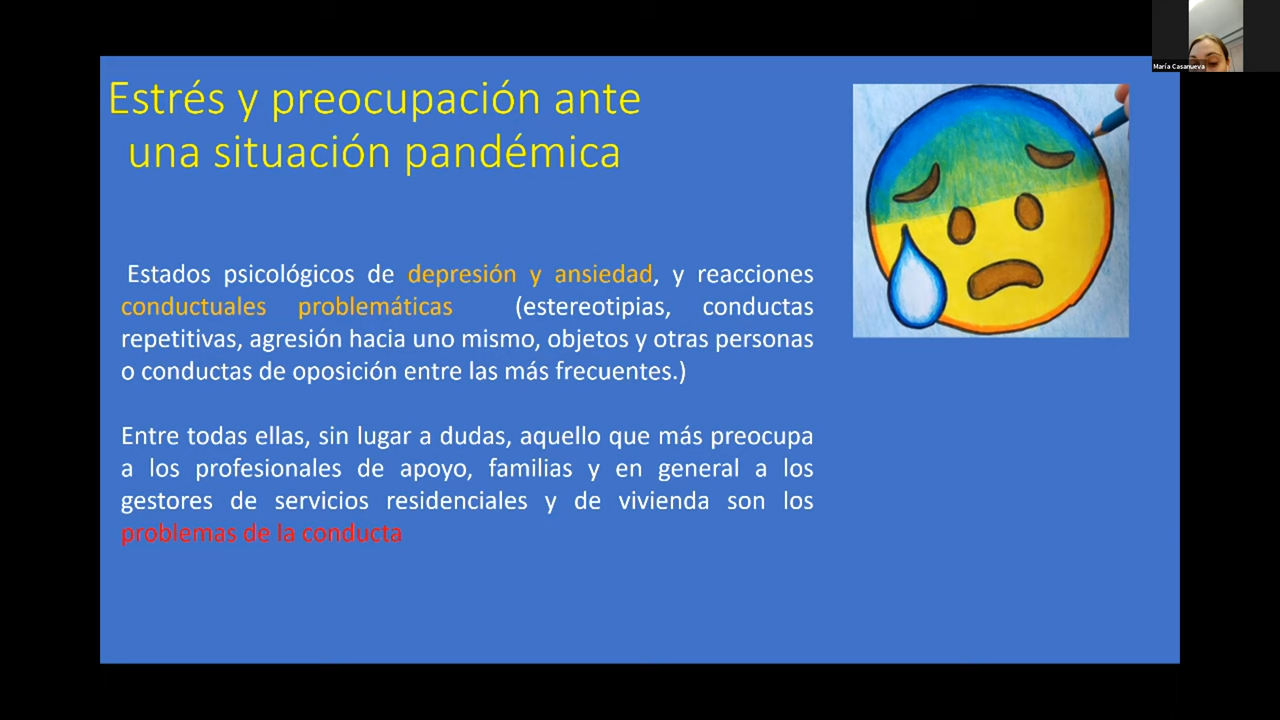 Estrés y preocupación ante
una situación pandémica
María Casanueva
Estados psicológicos de depresión y ansiedad, y reacciones
conductuales problemáticas (estereotipias, conductas
repetitivas, agresión hacia uno mismo, objetos y otras personas
o conductas de oposición entre las más frecuentes.)
Entre todas ellas, sin lugar a dudas, aquello que más preocupa
a los profesionales de apoyo, familias y en general a los
gestores de servicios residenciales y de vivienda son los
problemas de la conducta